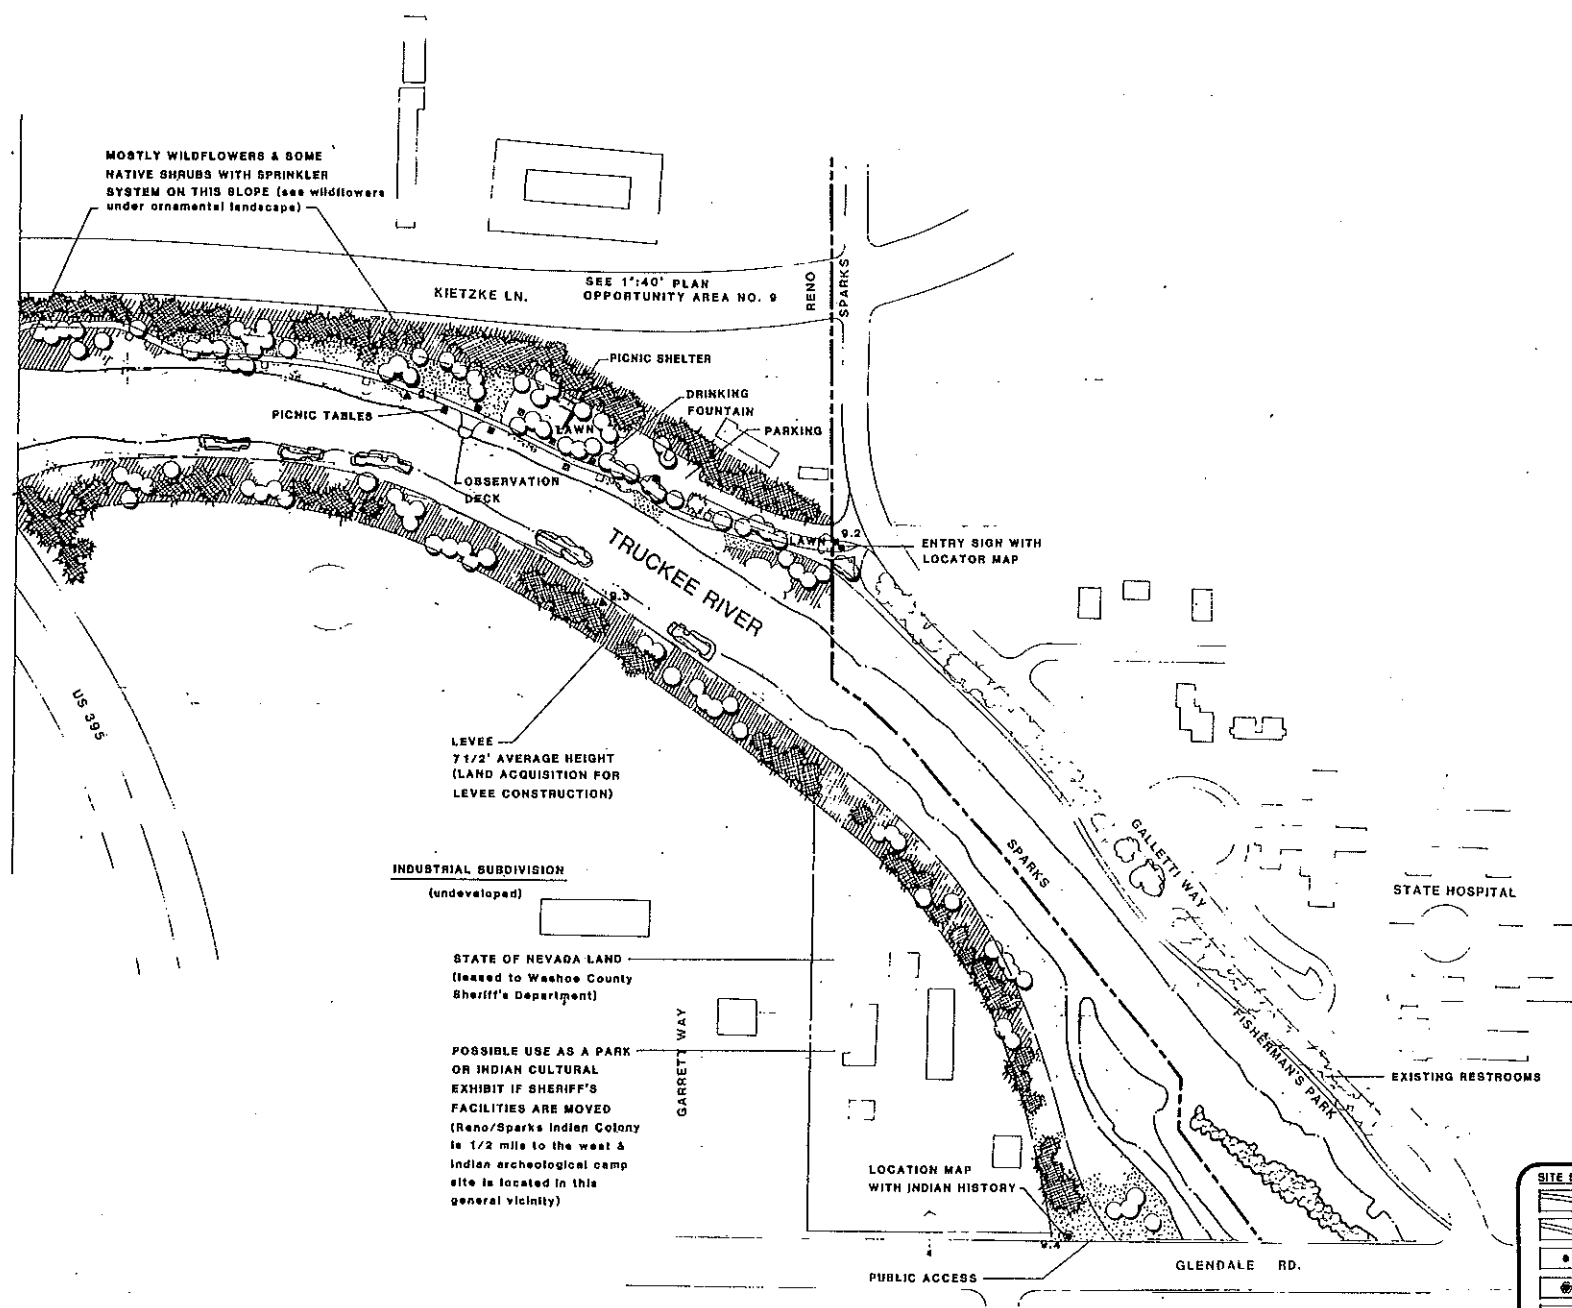 MOSTLY WILDFLOWERS & SOME
NATIVE SHRUBS WITH SPRINKLER
SYSTEM ON THIS SLOPE (see wildflowers
under ornamental landscape)
KIETZKE LN.
SEE 1":40' PLAN
OPPORTUNITY AREA NO. 9
RENO
SPARKS
PICNIC SHELTER
DRINKING
FOUNTAIN
PARKING
PICNIC TABLES
9.1
LAWN
OBSERVATION
DECK
TRUCKEE RIVER
LAWN
9.2
ENTRY SIGN WITH
LOCATOR MAP
9.3
US 395
LEVEE
7 1/2' AVERAGE HEIGHT
(LAND ACQUISITION FOR
LEVEE CONSTRUCTION)
INDUSTRIAL SUBDIVISION
(undeveloped)
SPARKS
GALLETTI WAY
STATE HOSPITAL
STATE OF NEVADA LAND
(leased to Washoe County
Sheriff's Department)
GARRETT WAY
POSSIBLE USE AS A PARK
OR INDIAN CULTURAL
EXHIBIT IF SHERIFF'S
FACILITIES ARE MOVED
(Reno/Sparks Indian Colony
is 1/2 mile to the west &
indian archeological camp
site is located in this
general vicinity)
FISHERMAN'S PARK
EXISTING RESTROOMS
LOCATION MAP
WITH INDIAN HISTORY
9.4
4
PUBLIC ACCESS
GLENDALE RD.
SITE